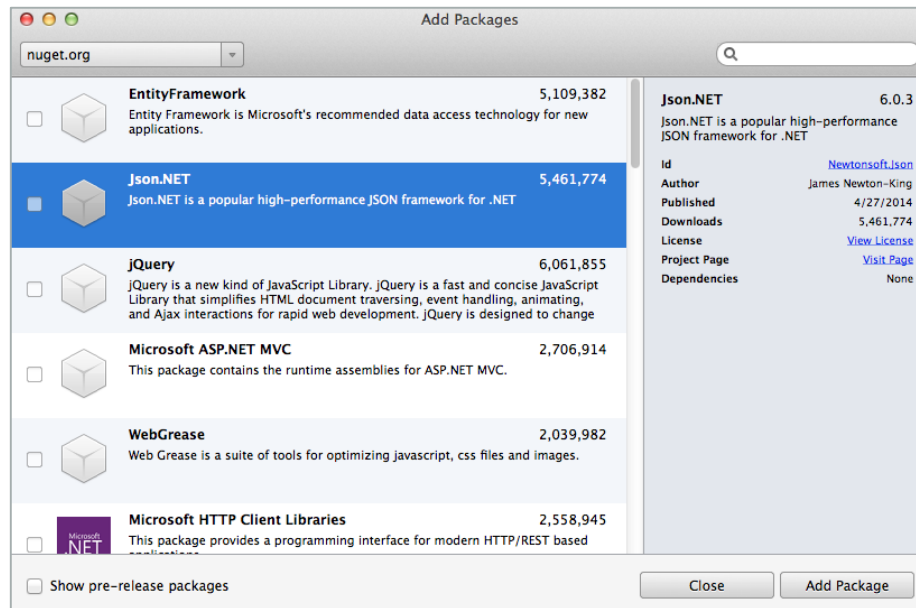 Add Packages
nuget.org
EntityFramework 5,109,382
Entity Framework is Microsoft's recommended data access technology for new
applications.
Json.NET 5,461,774
Json.NET is a popular high-performance JSON framework for .NET
jQuery 6,061,855
jQuery is a new kind of JavaScript Library. jQuery is a fast and concise JavaScript
Library that simplifies HTML document traversing, event handling, animating,
and Ajax interactions for rapid web development. jQuery is designed to change
Microsoft ASP.NET MVC 2,706,914
This package contains the runtime assemblies for ASP.NET MVC.
WebGrease 2,039,982
Web Grease is a suite of tools for optimizing javascript, css files and images.
Microsoft
.NET
Microsoft HTTP Client Libraries 2,558,945
This package provides a programming interface for modern HTTP/REST based
applications
Json.NET 6.0.3
Json.NET is a popular high-performance
JSON framework for .NET
Id Newtonsoft.Json
Author James Newton-King
Published 4/27/2014
Downloads 5,461,774
License View License
Project Page Visit Page
Dependencies None
Show pre-release packages
Close
Add Package